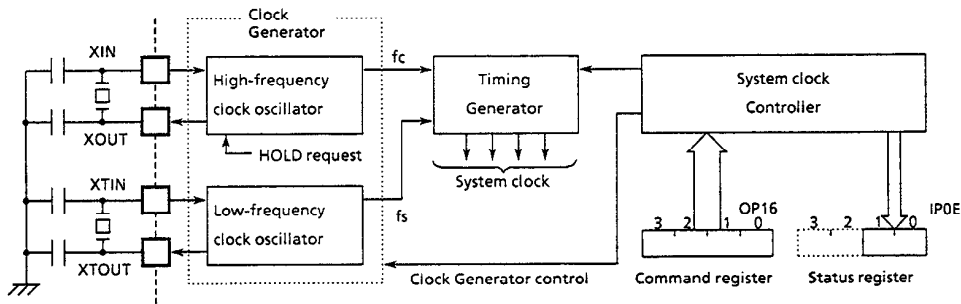 Clock
Generator
XIN
XOUT
High-frequency
clock oscillator
HOLD request
fc
Timing
Generator
System clock
System clock
Controller
XTIN
XTOUT
Low-frequency
clock oscillator
fs
Clock Generator control
OP16
3 2 1 0
Command register
IP0E
3 2 1 0
Status register